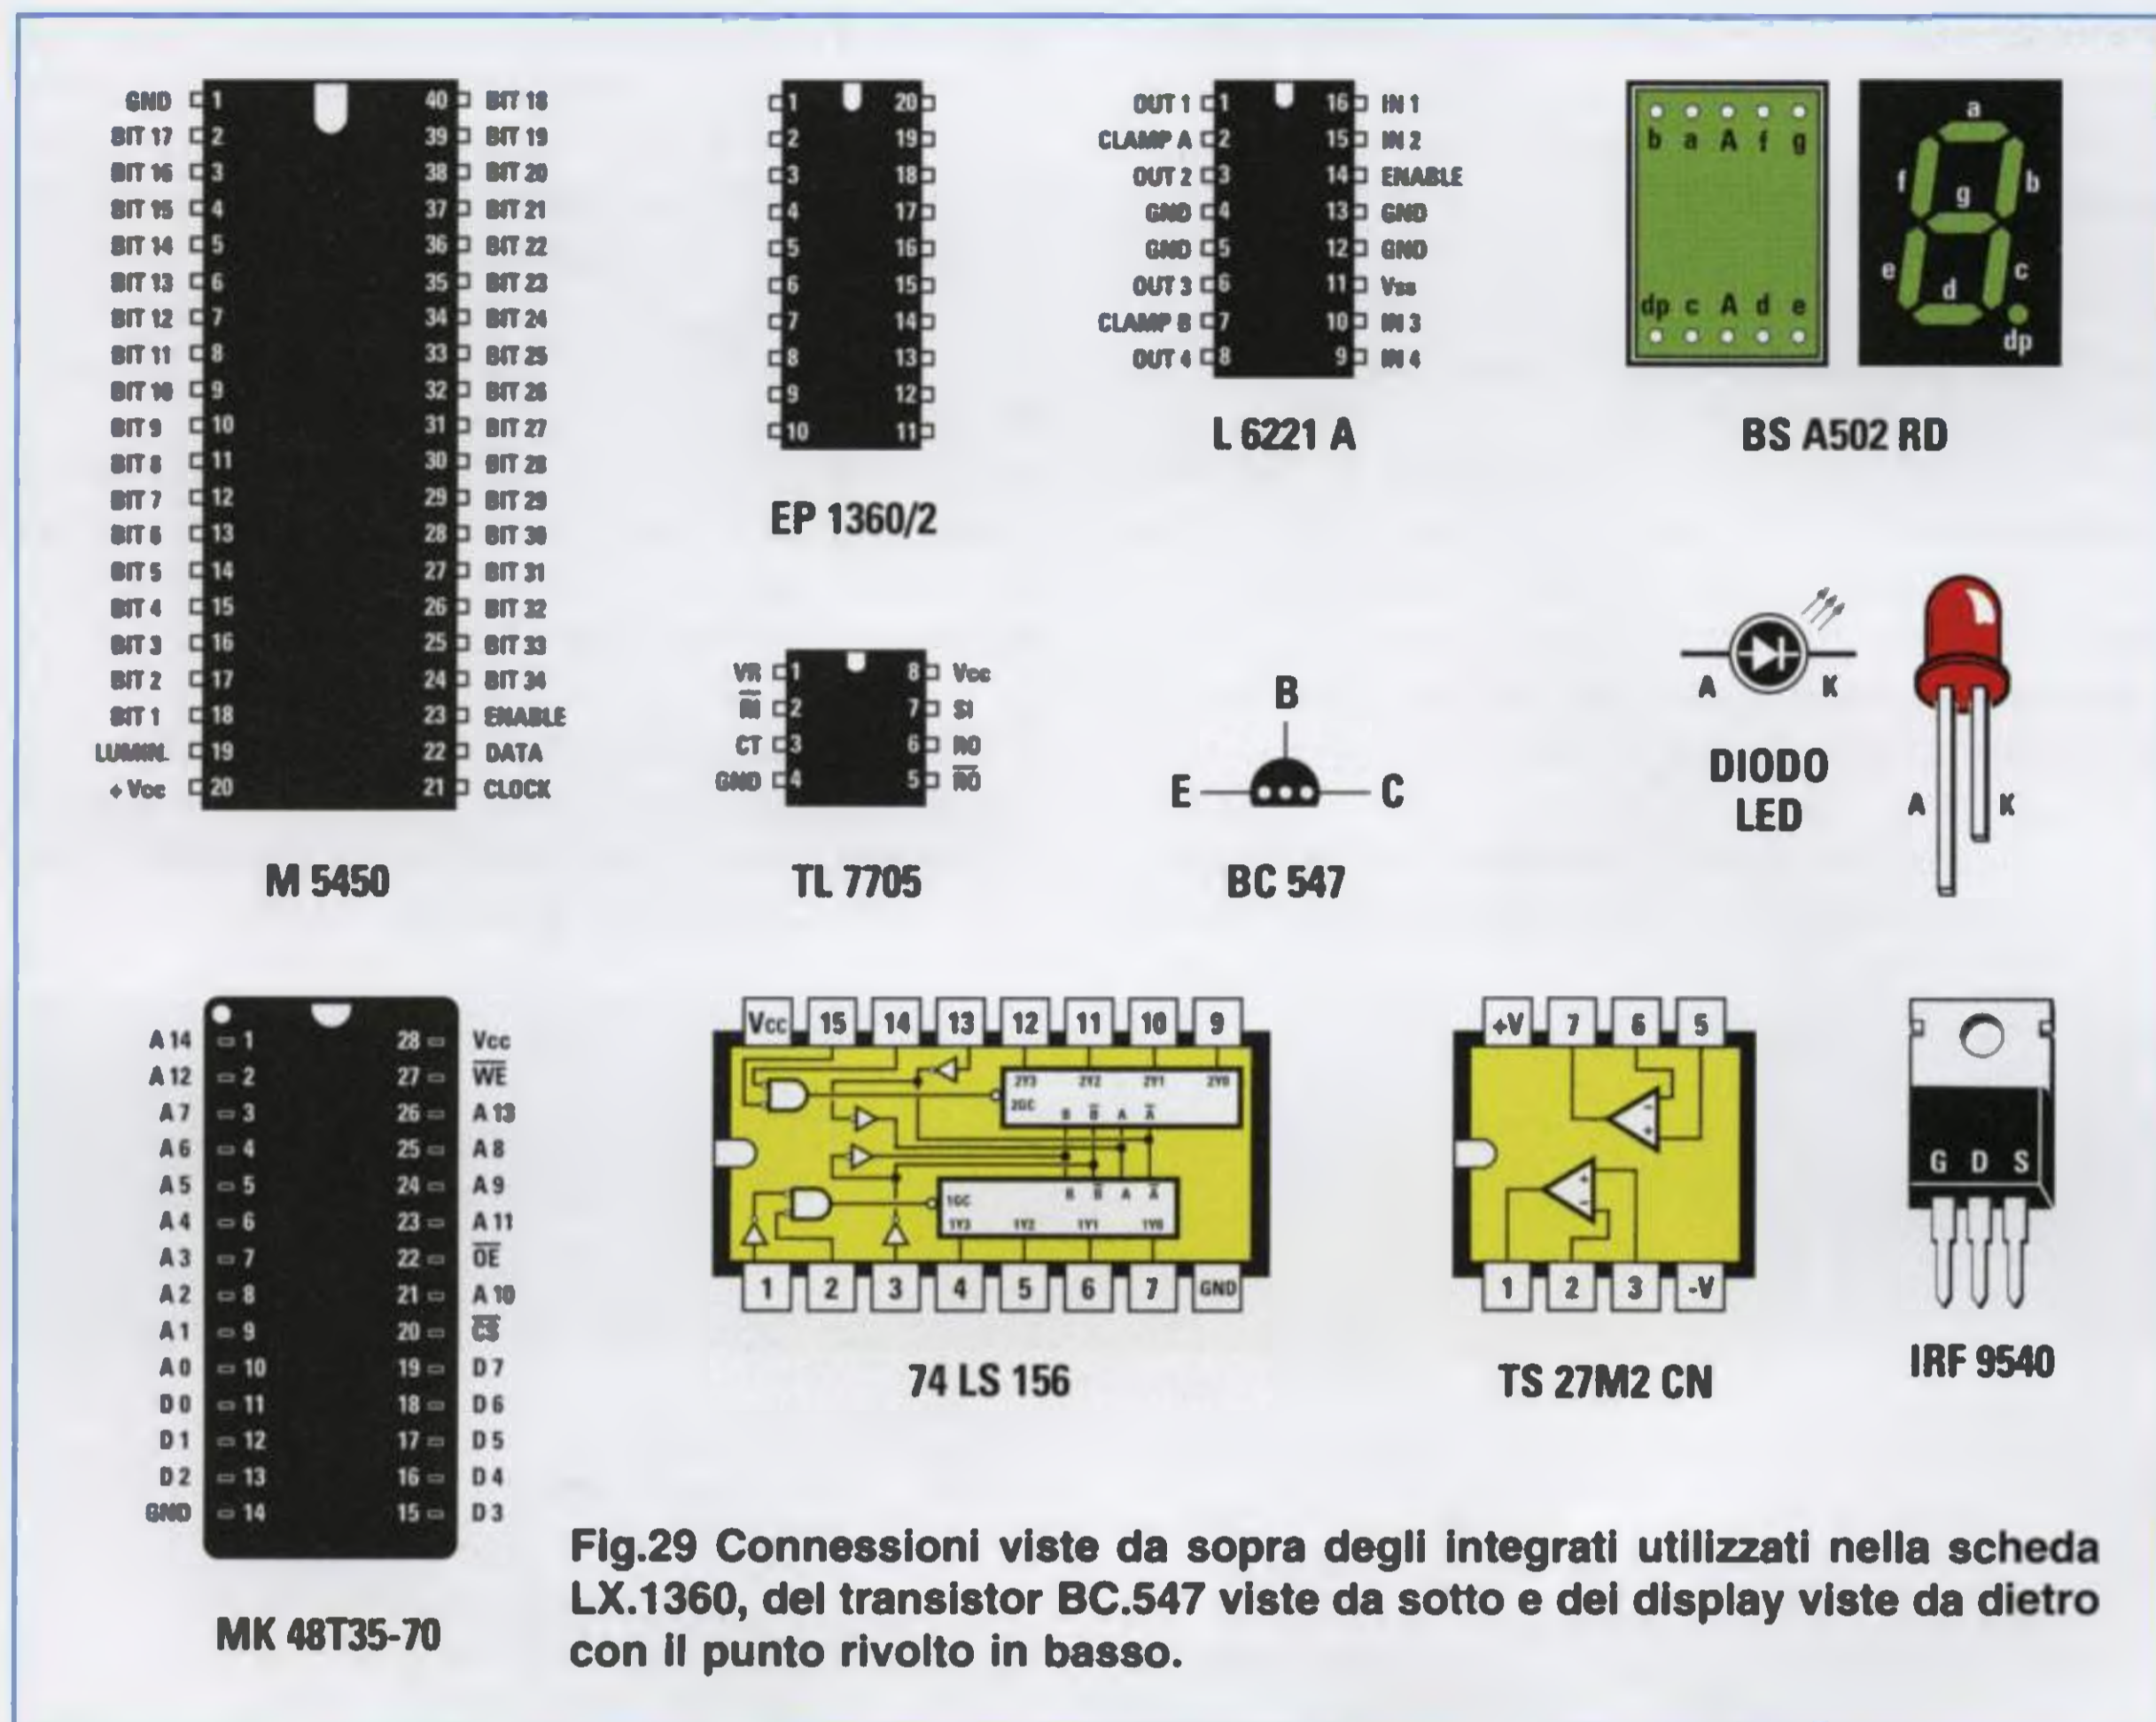 GND 1 40 BIT 18
BIT 17 2 39 BIT 19
BIT 16 3 38 BIT 20
BIT 15 4 37 BIT 21
BIT 14 5 36 BIT 22
BIT 13 6 35 BIT 23
BIT 12 7 34 BIT 24
BIT 11 8 33 BIT 25
BIT 10 9 32 BIT 26
BIT 9 10 31 BIT 27
BIT 8 11 30 BIT 28
BIT 7 12 29 BIT 29
BIT 6 13 28 BIT 30
BIT 5 14 27 BIT 31
BIT 4 15 26 BIT 32
BIT 3 16 25 BIT 33
BIT 2 17 24 BIT 34
BIT 1 18 23 ENABLE
LUMIN. 19 22 DATA
+ Vcc 20 21 CLOCK
M 5450
1 20
2 19
3 18
4 17
5 16
6 15
7 14
8 13
9 12
10 11
EP 1360/2
OUT 1 1 16 IN 1
CLAMP A 2 15 IN 2
OUT 2 3 14 ENABLE
GND 4 13 GND
GND 5 12 GND
OUT 3 6 11 Vss
CLAMP B 7 10 IN 3
OUT 4 8 9 IN 4
L 6221 A
b a A f g
dp c A d e
a
f b
g
e c
d
dp
BS A502 RD
VR 1 8 Vcc
R̅I̅ 2 7 SI
CT 3 6 RO
GND 4 5 R̅O̅
TL 7705
B
E C
BC 547
A K
DIODO
LED
A K
A 14 1 28 Vcc
A 12 2 27 W̅E̅
A 7 3 26 A 13
A 6 4 25 A 8
A 5 5 24 A 9
A 4 6 23 A 11
A 3 7 22 O̅E̅
A 2 8 21 A 10
A 1 9 20 C̅S̅
A 0 10 19 D 7
D 0 11 18 D 6
D 1 12 17 D 5
D 2 13 16 D 4
GND 14 15 D 3
MK 48T35-70
Vcc 15 14 13 12 11 10 9
2Y3 2Y2 2Y1 2Y0
2GC
B B̅ A A̅
B B̅ A A̅
1GC
1Y3 1Y2 1Y1 1Y0
1 2 3 4 5 6 7 GND
74 LS 156
+V 7 6 5
- +
+ -
1 2 3 -V
TS 27M2 CN
G D S
IRF 9540
Fig.29 Connessioni viste da sopra degli integrati utilizzati nella scheda
LX.1360, del transistor BC.547 viste da sotto e dei display viste da dietro
con il punto rivolto in basso.